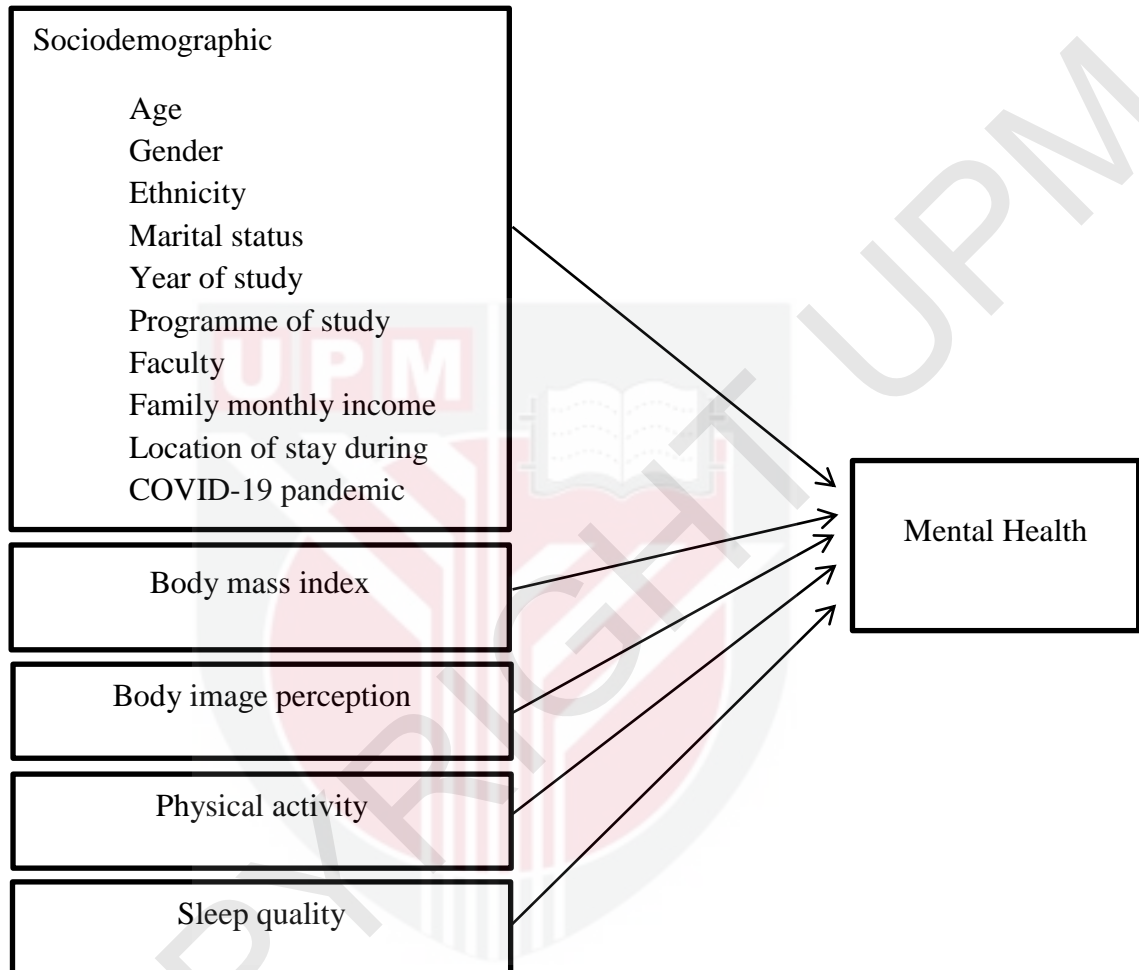 Sociodemographic
Age
Gender
Ethnicity
Marital status
Year of study
Programme of study
Faculty
Family monthly income
Location of stay during
COVID-19 pandemic
Body mass index
Body image perception
Physical activity
Sleep quality
Mental Health
UPM
PYRIGHT UPM